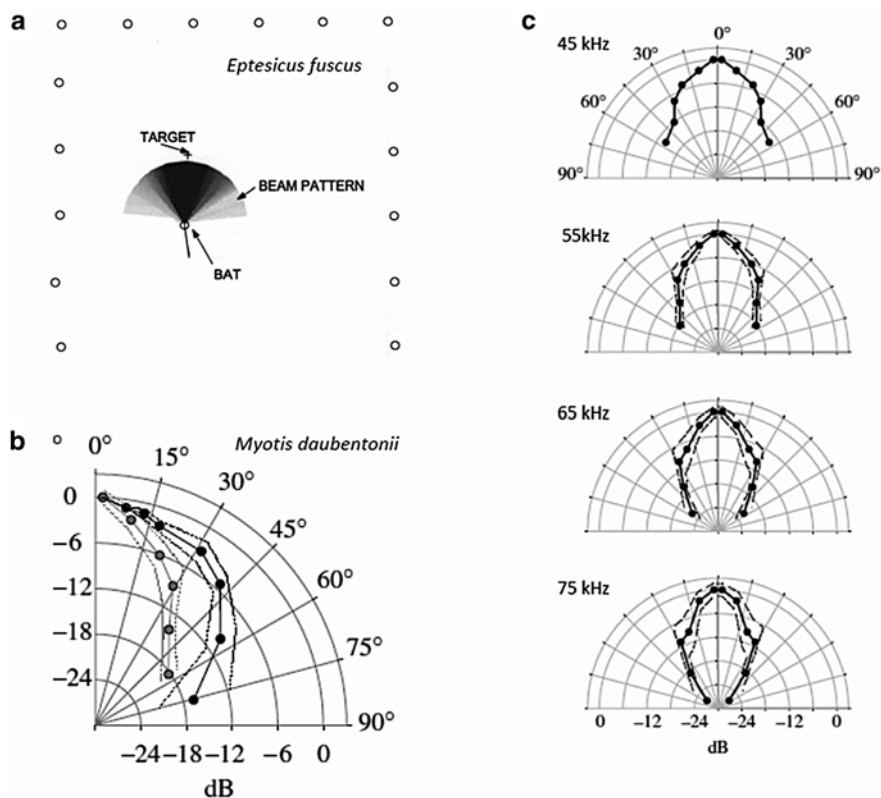 a
Eptesicus fuscus
TARGET
BEAM PATTERN
BAT
b
Myotis daubentonii
0°
15°
30°
45°
60°
75°
90°
0
−6
−12
−18
−24
−24 −18 −12 −6 0
dB
c
45 kHz
0°
30° 30°
60° 60°
90° 90°
55kHz
65 kHz
75 kHz
0 −12 −24 −24 −12 0
dB